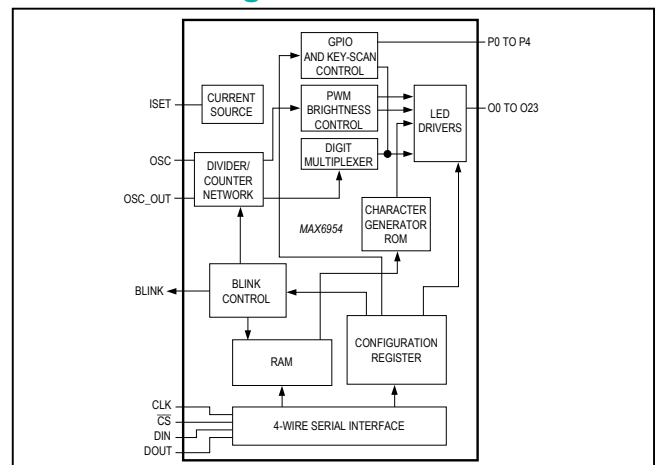 GPIO
AND KEY-SCAN
CONTROL
P0 TO P4
ISET
CURRENT
SOURCE
PWM
BRIGHTNESS
CONTROL
LED
DRIVERS
O0 TO O23
OSC
OSC_OUT
DIVIDER/
COUNTER
NETWORK
DIGIT
MULTIPLEXER
MAX6954
CHARACTER
GENERATOR
ROM
BLINK
BLINK
CONTROL
RAM
CONFIGURATION
REGISTER
CLK
CS
DIN
DOUT
4-WIRE SERIAL INTERFACE